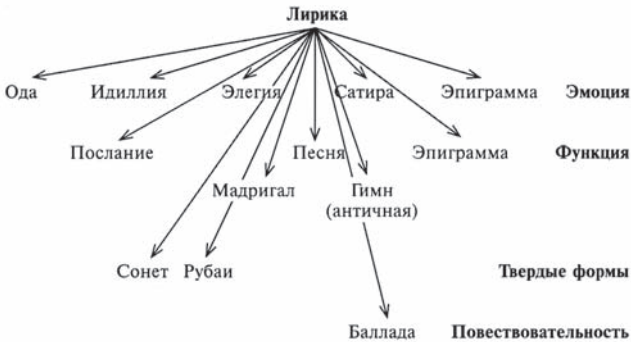 Лирика
Ода Идиллия Элегия Сатира Эпиграмма Эмоция
Послание Песня Эпиграмма Функция
Мадригал Гимн
(античная)
Сонет Рубаи Твердые формы
Баллада Повествовательность